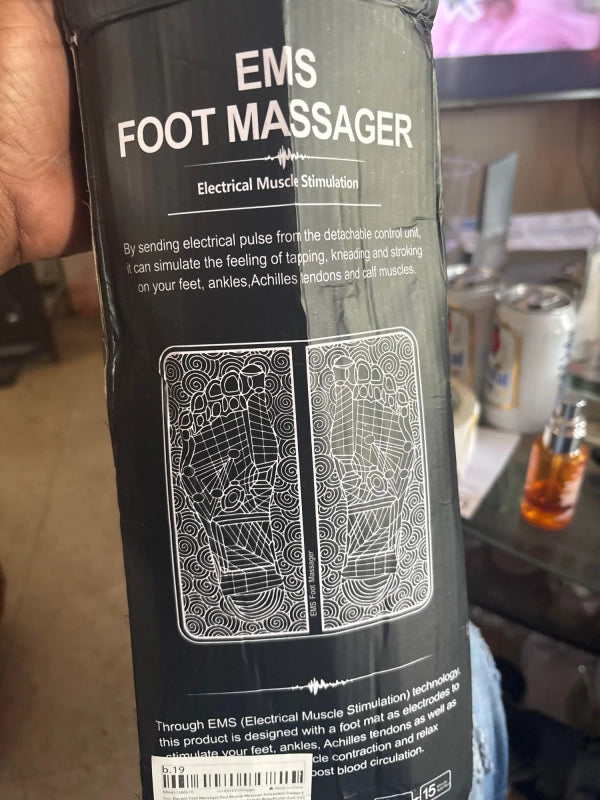 EMS
FOOT MASSAGER
Electrical Muscle Stimulation
By sending electrical pulse from the detachable control unit,
it can simulate the feeling of tapping, kneading and stroking
on your feet, ankles,Achilles tendons and calf muscles.
EMS Foot Massager
Through EMS (Electrical Muscle Stimulation) technology,
this product is designed with a foot mat as electrodes to
stimulate your feet, ankles, Achilles tendons as well as
cle contraction and relax
oost blood circulation.
b.19
15
Made in China